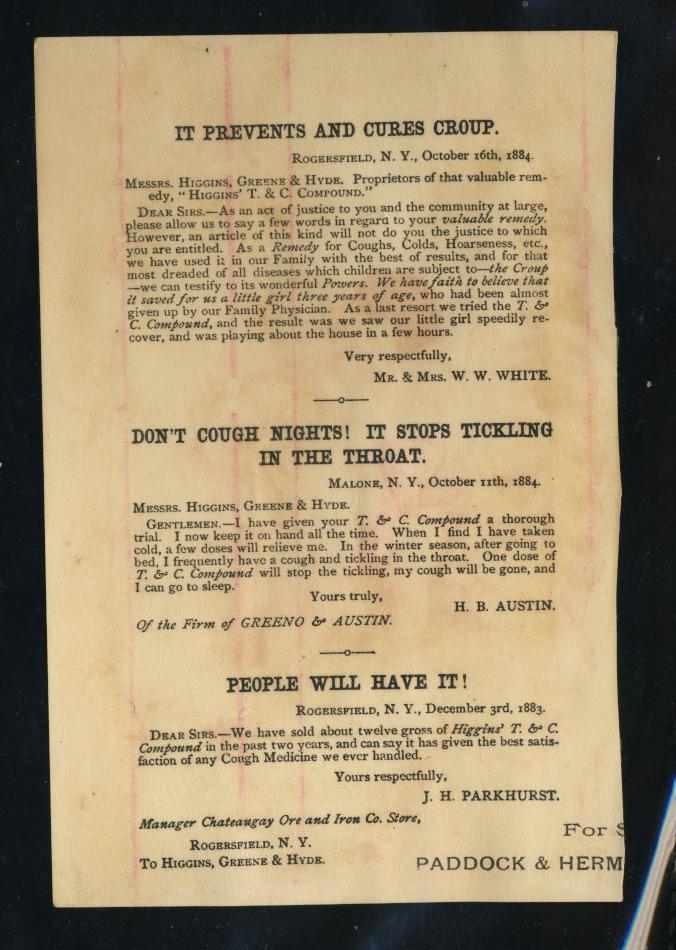 IT PREVENTS AND CURES CROUP.
ROGERSFIELD, N. Y., October 16th, 1884.
MESSRS. HIGGINS, GREENE & HYDE. Proprietors of that valuable rem-
edy, "HIGGINS' T. & C. COMPOUND."
DEAR SIRS.—As an act of justice to you and the community at large,
please allow us to say a few words in regard to your valuable remedy.
However, an article of this kind will not do you the justice to which
you are entitled. As a Remedy for Coughs, Colds, Hoarseness, etc.,
we have used it in our Family with the best of results, and for that
most dreaded of all diseases which children are subject to—the Croup
—we can testify to its wonderful Powers. We have faith to believe that
it saved for us a little girl three years of age, who had been almost
given up by our Family Physician. As a last resort we tried the T. &
C. Compound, and the result was we saw our little girl speedily re-
cover, and was playing about the house in a few hours.
Very respectfully,
MR. & MRS. W. W. WHITE.
DON'T COUGH NIGHTS! IT STOPS TICKLING
IN THE THROAT.
MALONE, N. Y., October 11th, 1884.
MESSRS. HIGGINS, GREENE & HYDE.
GENTLEMEN.—I have given your T. & C. Compound a thorough
trial. I now keep it on hand all the time. When I find I have taken
cold, a few doses will relieve me. In the winter season, after going to
bed, I frequently have a cough and tickling in the throat. One dose of
T. & C. Compound will stop the tickling, my cough will be gone, and
I can go to sleep.
Yours truly,
H. B. AUSTIN.
Of the Firm of GREENO & AUSTIN.
PEOPLE WILL HAVE IT!
ROGERSFIELD, N. Y., December 3rd, 1883.
DEAR SIRS.—We have sold about twelve gross of Higgins' T. & C.
Compound in the past two years, and can say it has given the best satis-
faction of any Cough Medicine we ever handled.
Yours respectfully,
J. H. PARKHURST.
Manager Chateaugay Ore and Iron Co. Store,
ROGERSFIELD, N. Y.
To HIGGINS, GREENE & HYDE.
For
PADDOCK & HERM